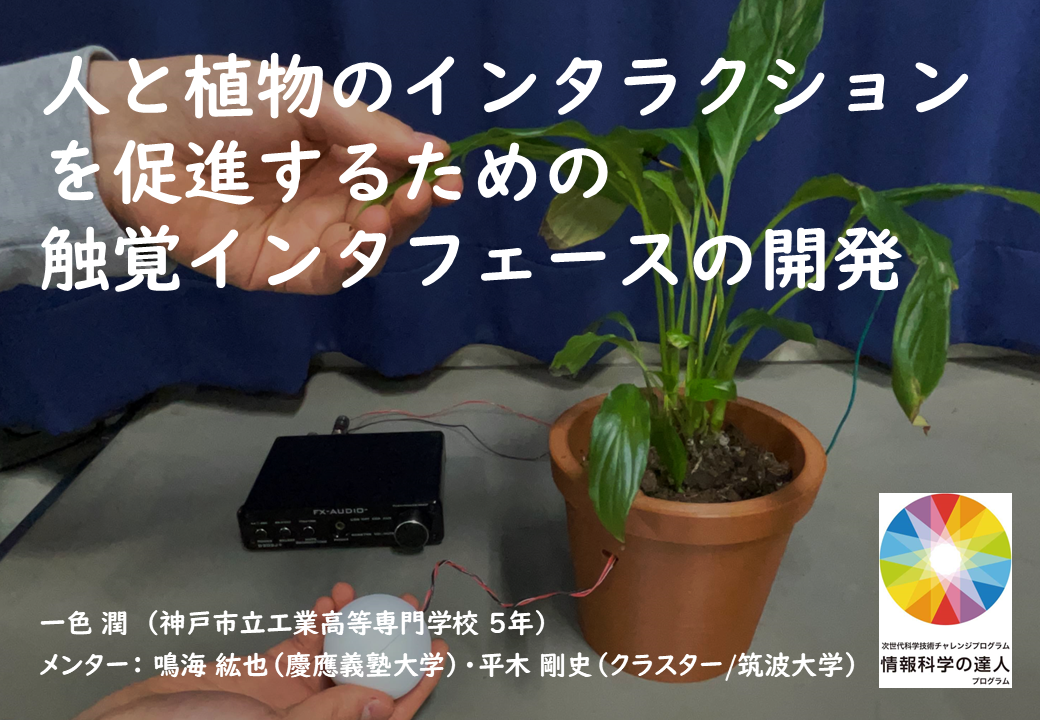 人と植物のインタラクション
を促進するための
触覚インタフェースの開発
FX-AUDIO-
一色 潤 （神戸市立工業高等専門学校 5年）
メンター： 鳴海 紘也（慶應義塾大学）・平木 剛史（クラスター/筑波大学）
次世代科学技術チャレンジプログラム
情報科学の達人
プログラム